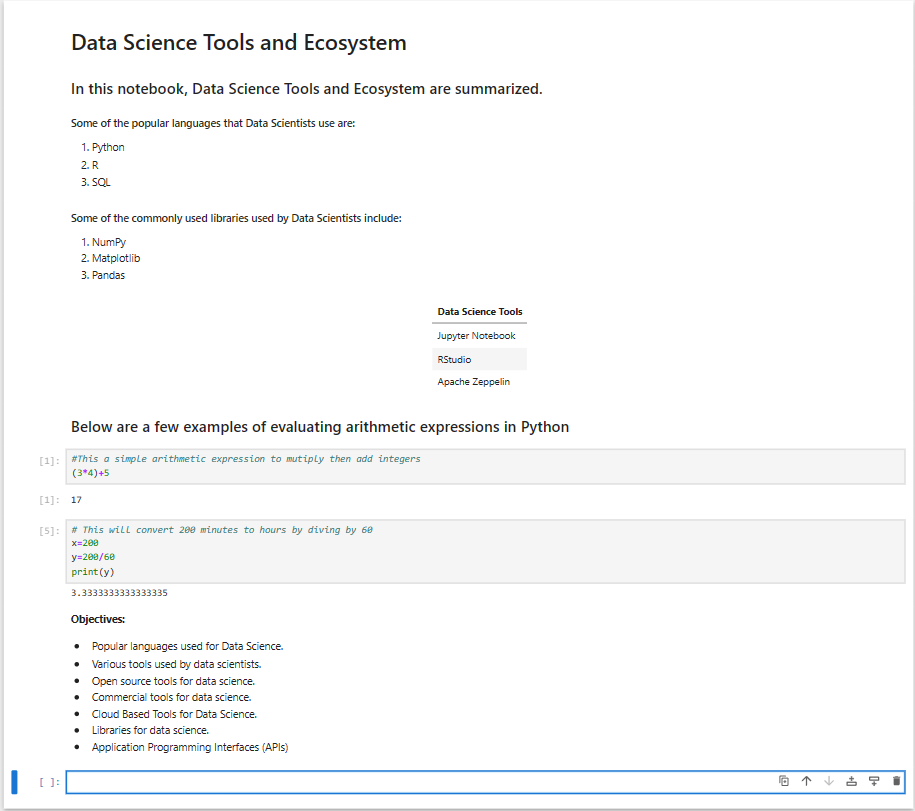 Data Science Tools and Ecosystem
In this notebook, Data Science Tools and Ecosystem are summarized.
Some of the popular languages that Data Scientists use are:
1. Python
2. R
3. SQL
Some of the commonly used libraries used by Data Scientists include:
1. NumPy
2. Matplotlib
3. Pandas
Data Science Tools
Jupyter Notebook
RStudio
Apache Zeppelin
Below are a few examples of evaluating arithmetic expressions in Python
[1]: #This a simple arithmetic expression to mutiply then add integers
(3*4)+5
[1]: 17
[5]: # This will convert 200 minutes to hours by diving by 60
x=200
y=200/60
print(y)
3.3333333333333335
Objectives:
• Popular languages used for Data Science.
• Various tools used by data scientists.
• Open source tools for data science.
• Commercial tools for data science.
• Cloud Based Tools for Data Science.
• Libraries for data science.
• Application Programming Interfaces (APIs)
[ ]: